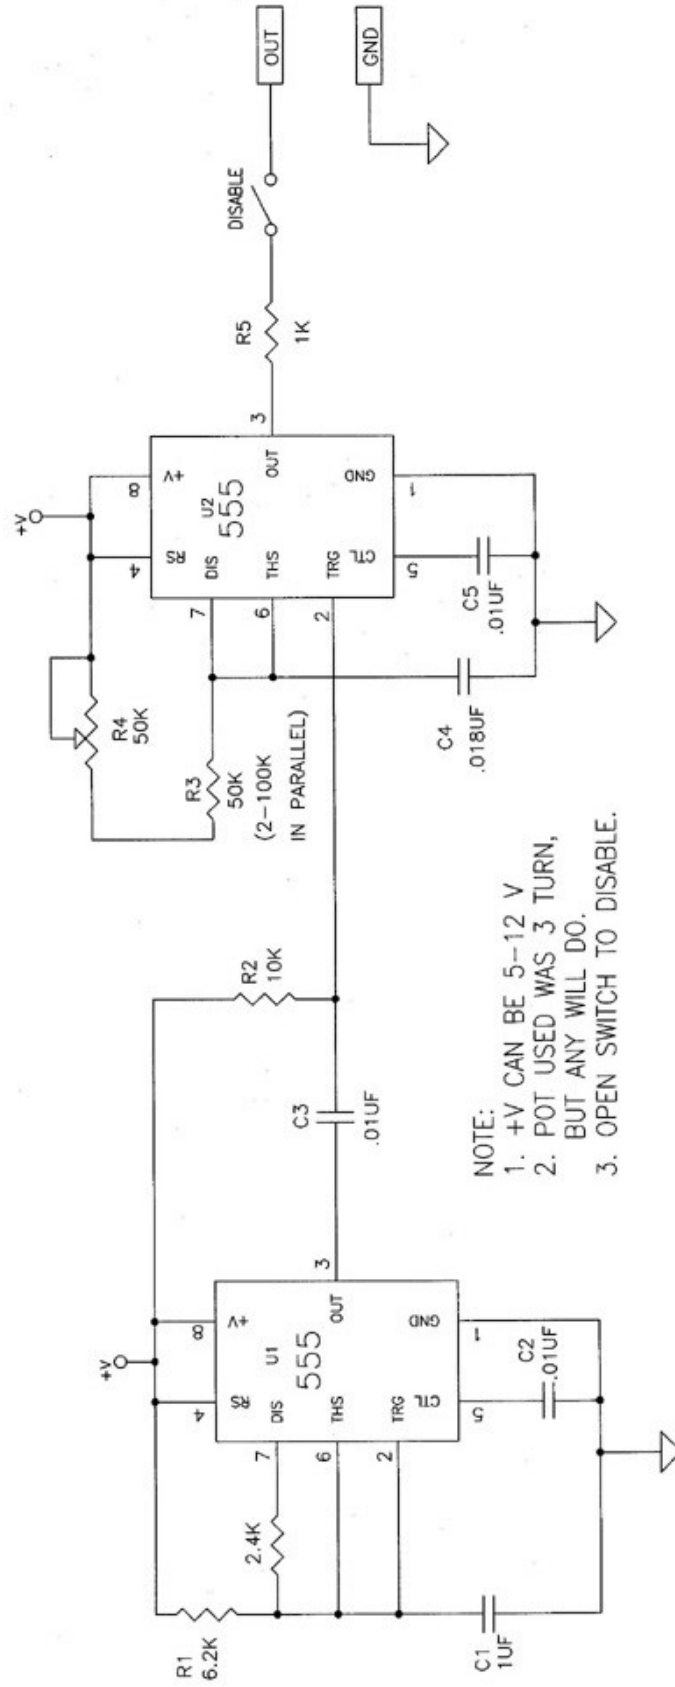 +V
R1
6.2K
2.4K
4
8
RS
+V
7
DIS
U1
555
6
THS
OUT
3
2
TRG
CTL
GND
5
1
C1
1UF
C2
.01UF
C3
.01UF
R2
10K
+V
R4
50K
R3
50K
(2-100K
IN PARALLEL)
4
8
RS
+V
7
DIS
U2
555
6
THS
OUT
3
2
TRG
CTL
GND
5
1
C4
.018UF
C5
.01UF
R5
1K
DISABLE
OUT
GND
NOTE:
1. +V CAN BE 5-12 V
2. POT USED WAS 3 TURN,
BUT ANY WILL DO.
3. OPEN SWITCH TO DISABLE.